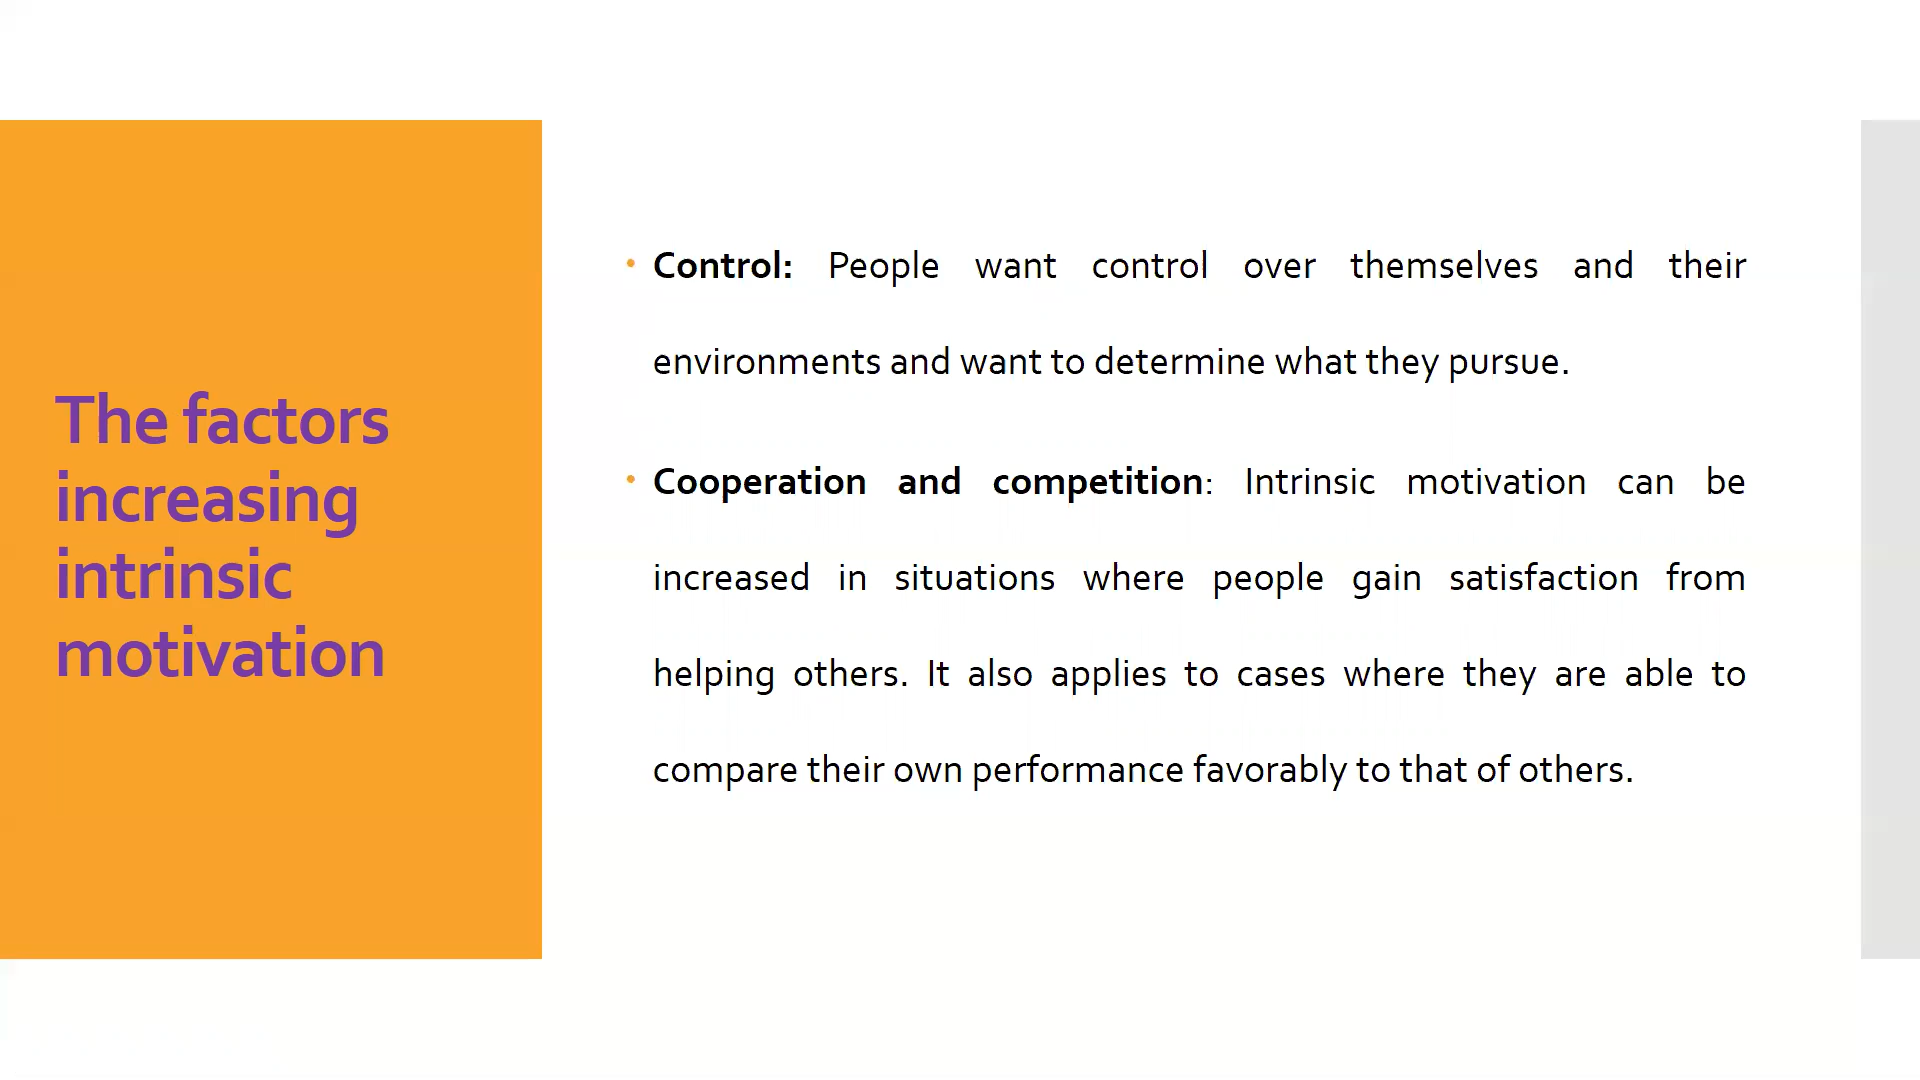 The factors
increasing
intrinsic
motivation
• Control: People want control over themselves and their
environments and want to determine what they pursue.
• Cooperation and competition: Intrinsic motivation can be
increased in situations where people gain satisfaction from
helping others. It also applies to cases where they are able to
compare their own performance favorably to that of others.